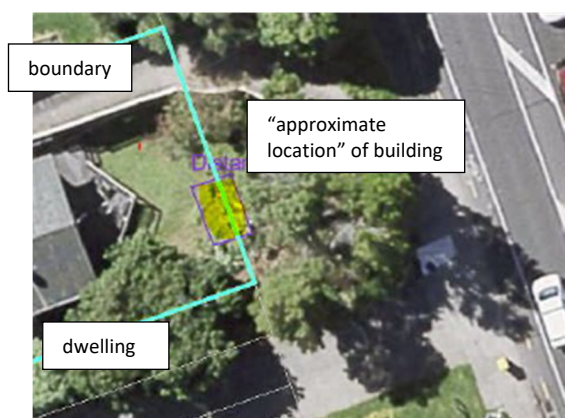 boundary
“approximate
location” of building
dwelling